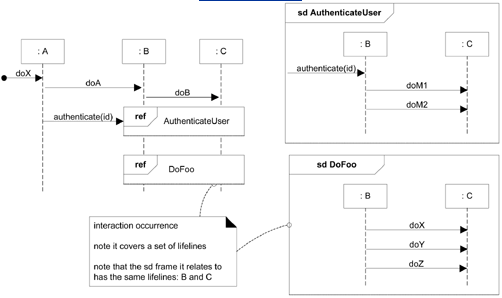 sd AuthenticateUser
: A
: B
: C
: B
: C
doX
doA
doB
authenticate(id)
ref
AuthenticateUser
ref
DoFoo
authenticate(id)
doM1
doM2
sd DoFoo
: B
: C
doX
doY
doZ
interaction occurrence
note it covers a set of lifelines
note that the sd frame it relates to
has the same lifelines: B and C